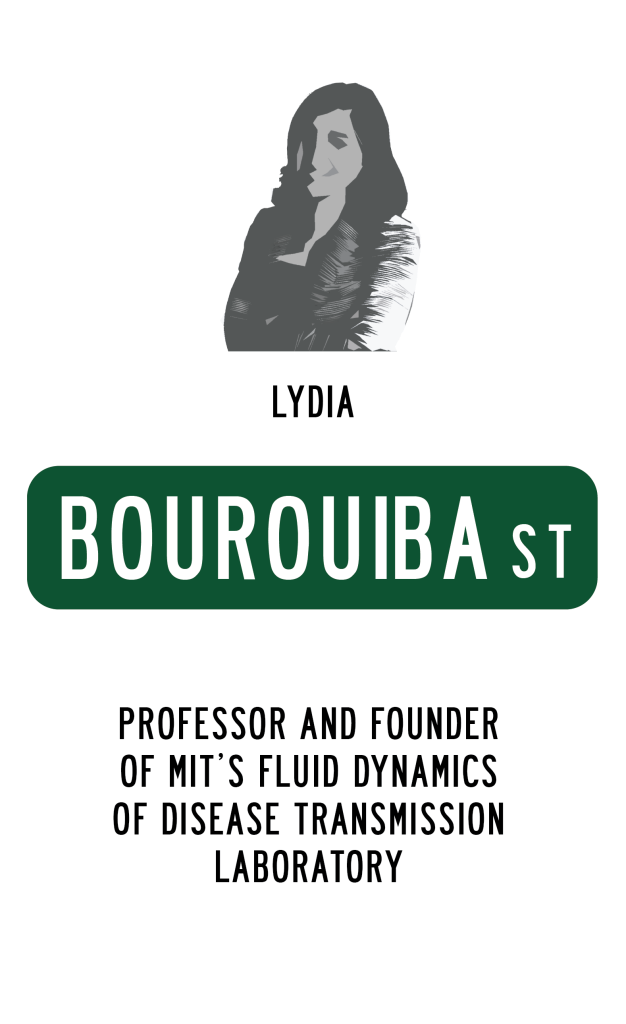 LYDIA
BOUROUIBA ST
PROFESSOR AND FOUNDER
OF MIT'S FLUID DYNAMICS
OF DISEASE TRANSMISSION
LABORATORY